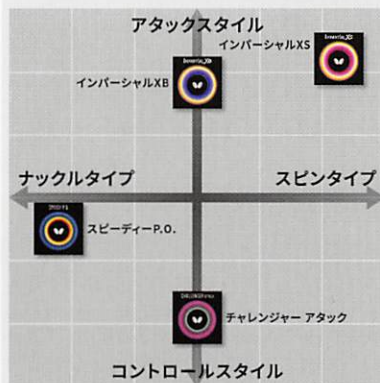 アタックスタイル
インパーシャルXS
インパーシャルXB
ナックルタイプ
スピンタイプ
スピーディーP.O.
チャレンジャー アタック
コントロールスタイル